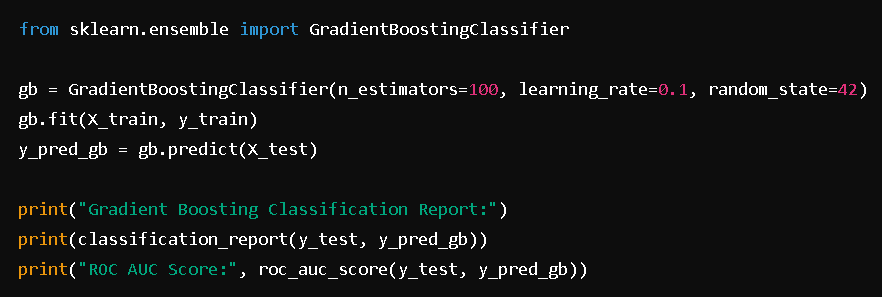 from sklearn.ensemble import GradientBoostingClassifier
gb = GradientBoostingClassifier(n_estimators=100, learning_rate=0.1, random_state=42)
gb.fit(X_train, y_train)
y_pred_gb = gb.predict(X_test)
print("Gradient Boosting Classification Report:")
print(classification_report(y_test, y_pred_gb))
print("ROC AUC Score:", roc_auc_score(y_test, y_pred_gb))